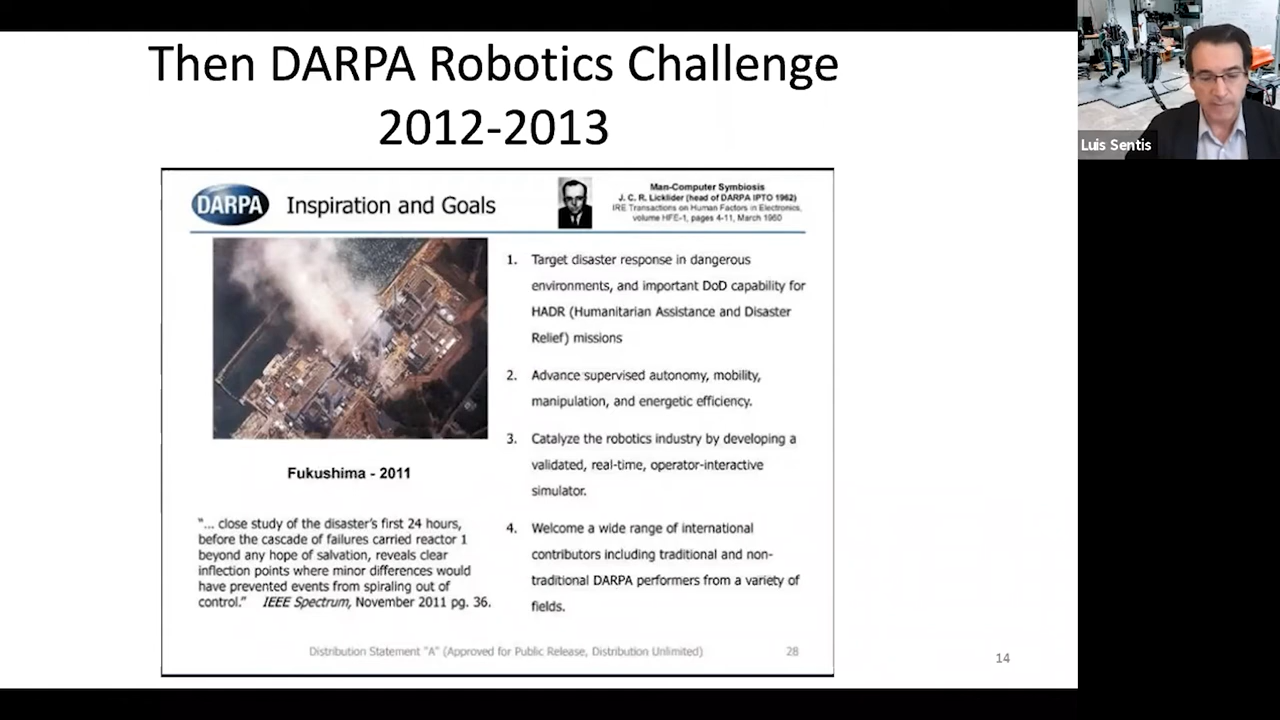 Then DARPA Robotics Challenge
2012-2013
Luis Sentis
DARPA
Inspiration and Goals
Man-Computer Symbiosis
J. C. R. Licklider (head of DARPA IPTO 1962)
IRE Transactions on Human Factors in Electronics,
volume HFE-1, pages 4-11, March 1960
1. Target disaster response in dangerous
environments, and important DoD capability for
HADR (Humanitarian Assistance and Disaster
Relief) missions
2. Advance supervised autonomy, mobility,
manipulation, and energetic efficiency.
3. Catalyze the robotics industry by developing a
validated, real-time, operator-interactive
simulator.
4. Welcome a wide range of international
contributors including traditional and non-
traditional DARPA performers from a variety of
fields.
Fukushima - 2011
"... close study of the disaster's first 24 hours,
before the cascade of failures carried reactor 1
beyond any hope of salvation, reveals clear
inflection points where minor differences would
have prevented events from spiraling out of
control." IEEE Spectrum, November 2011 pg. 36.
Distribution Statement "A" (Approved for Public Release, Distribution Unlimited)
28
14